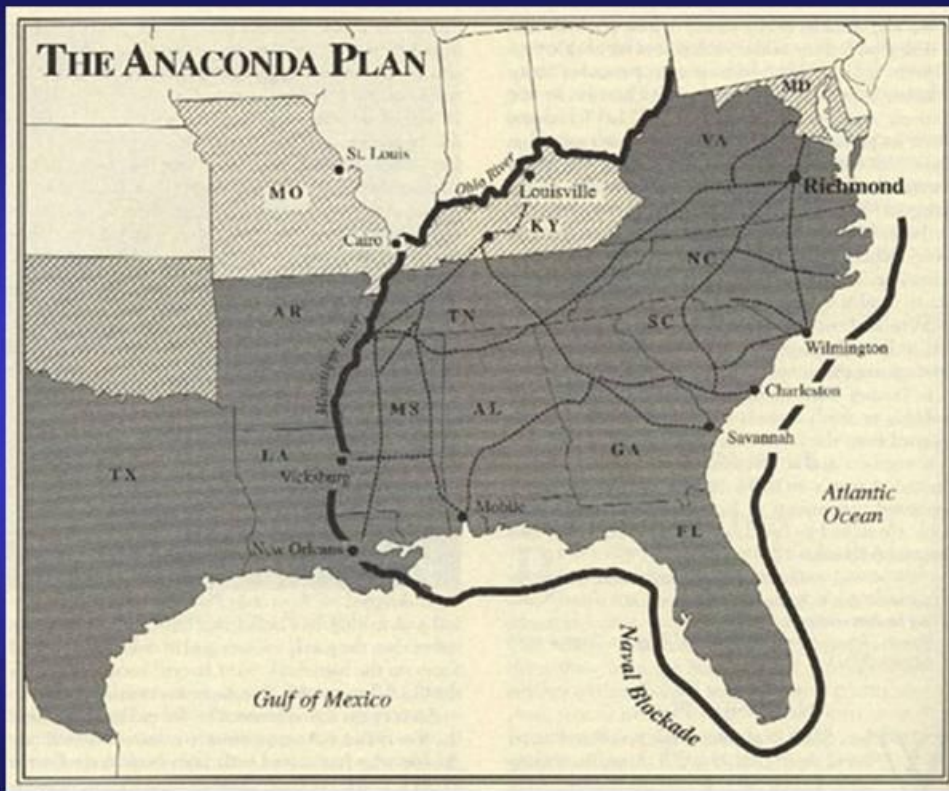 THE ANACONDA PLAN
MD
VA
St. Louis
Ohio River
Louisville
Richmond
MO
KY
Cairo
NC
AR
TN
SC
Mississippi River
Wilmington
MS
AL
Charleston
GA
Savannah
LA
TX
Vicksburg
Atlantic
Ocean
Mobile
FL
New Orleans
Naval Blockade
Gulf of Mexico